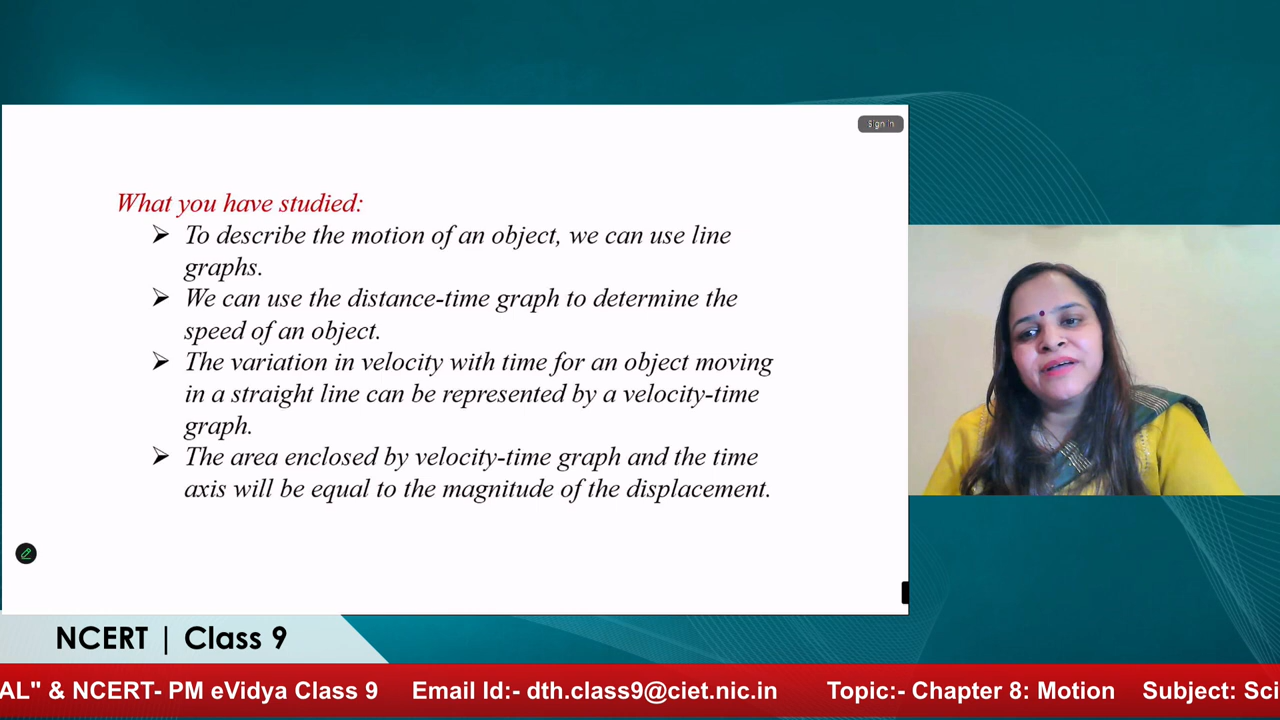 Sign in
What you have studied:
➢ To describe the motion of an object, we can use line
graphs.
➢ We can use the distance-time graph to determine the
speed of an object.
➢ The variation in velocity with time for an object moving
in a straight line can be represented by a velocity-time
graph.
➢ The area enclosed by velocity-time graph and the time
axis will be equal to the magnitude of the displacement.
NCERT | Class 9
AL" & NCERT- PM eVidya Class 9 Email Id:- dth.class9@ciet.nic.in Topic:- Chapter 8: Motion Subject: Sci